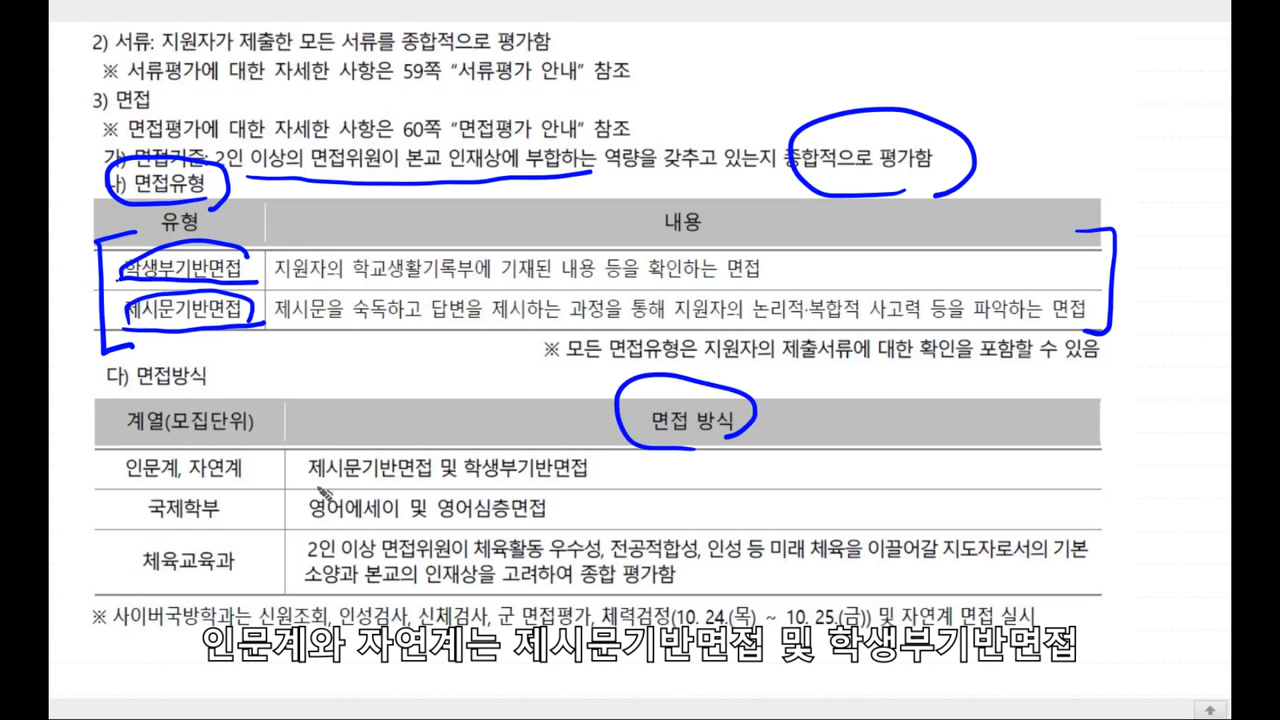 2) 서류: 지원자가 제출한 모든 서류를 종합적으로 평가함
※ 서류평가에 대한 자세한 사항은 59쪽 “서류평가 안내” 참조
3) 면접
※ 면접평가에 대한 자세한 사항은 60쪽 “면접평가 안내” 참조
가) 면접기준: 2인 이상의 면접위원이 본교 인재상에 부합하는 역량을 갖추고 있는지 종합적으로 평가함
나) 면접유형
유형 내용
학생부기반면접 지원자의 학교생활기록부에 기재된 내용 등을 확인하는 면접
제시문기반면접 제시문을 숙독하고 답변을 제시하는 과정을 통해 지원자의 논리적·복합적 사고력 등을 파악하는 면접
※ 모든 면접유형은 지원자의 제출서류에 대한 확인을 포함할 수 있음
다) 면접방식
계열(모집단위) 면접 방식
인문계, 자연계 제시문기반면접 및 학생부기반면접
국제학부 영어에세이 및 영어심층면접
체육교육과 2인 이상 면접위원이 체육활동 우수성, 전공적합성, 인성 등 미래 체육을 이끌어갈 지도자로서의 기본
소양과 본교의 인재상을 고려하여 종합 평가함
※ 사이버국방학과는 신원조회, 인성검사, 신체검사, 군 면접평가, 체력검정(10. 24.(목) ~ 10. 25.(금)) 및 자연계 면접 실시
인문계와 자연계는 제시문기반면접 및 학생부기반면접